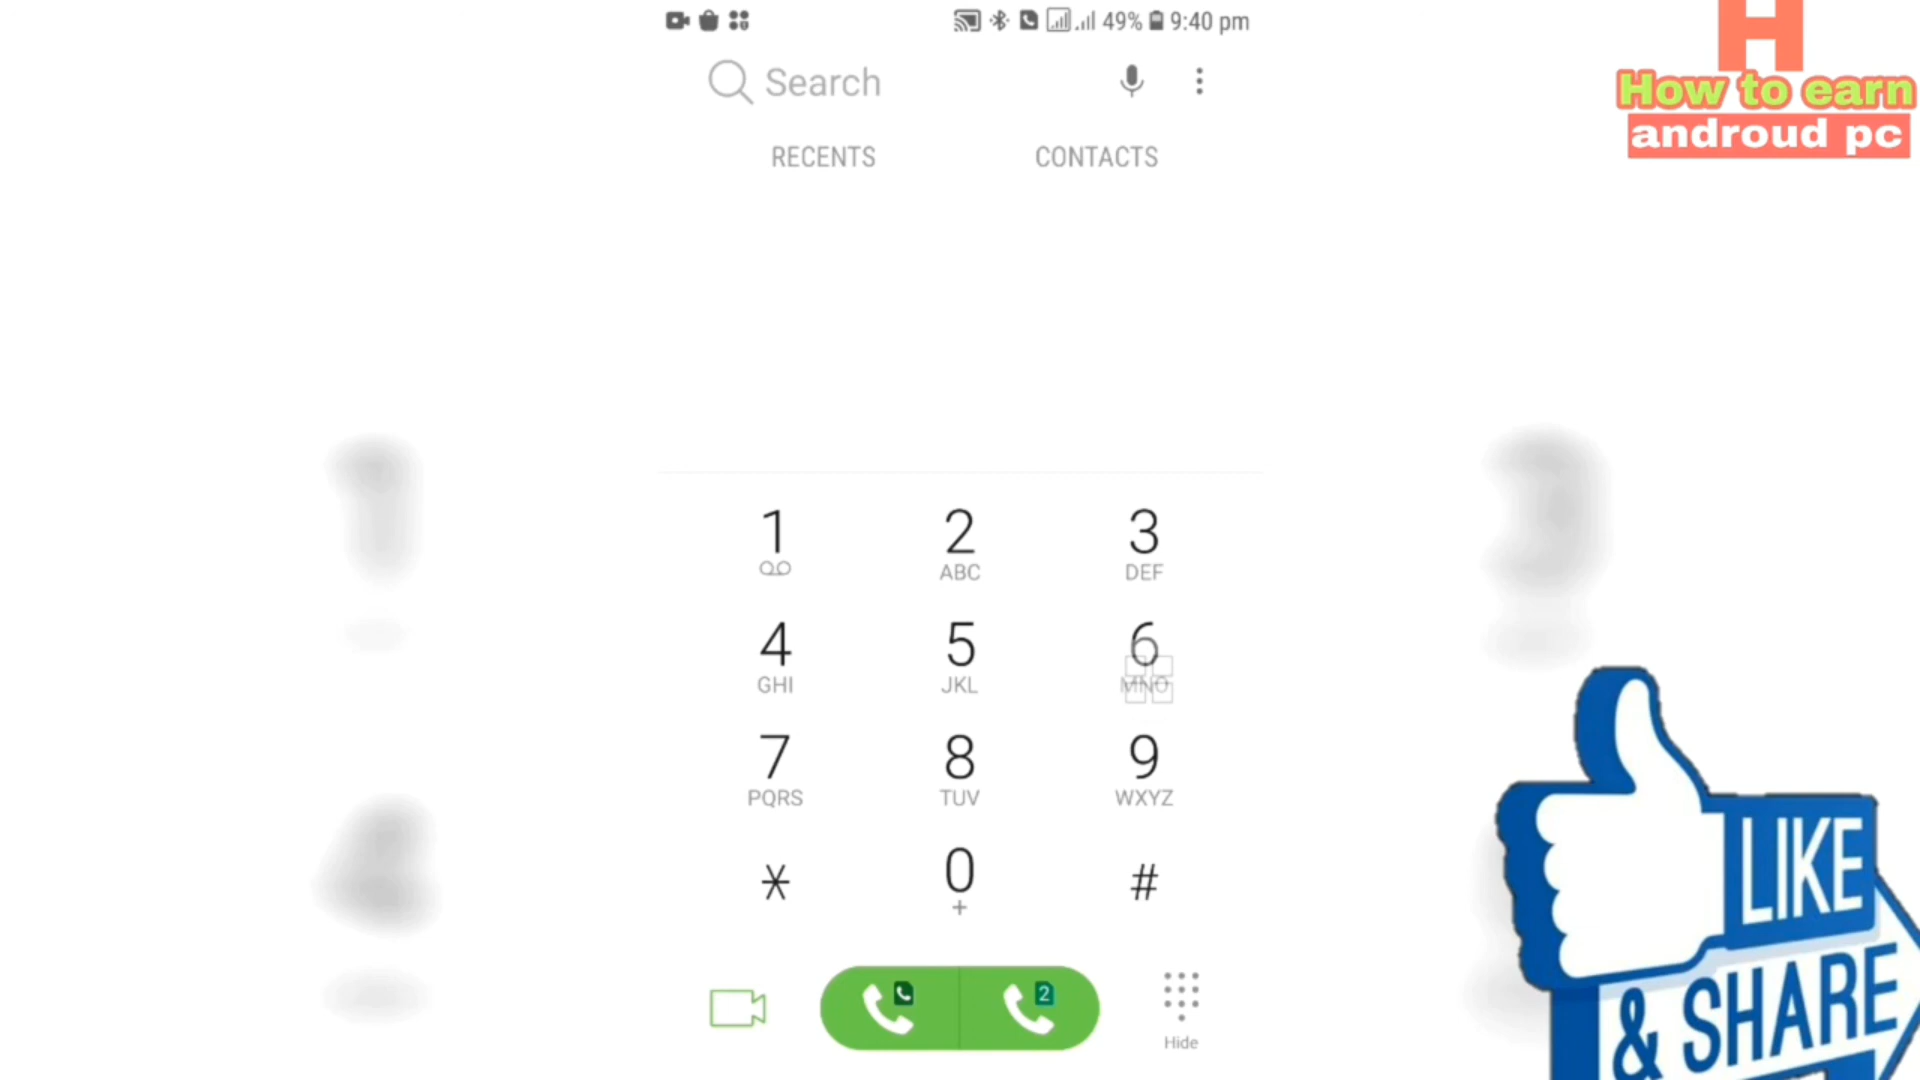 49% 9:40 pm
Search
RECENTS
CONTACTS
1
2
ABC
3
DEF
4
GHI
5
JKL
6
MNO
7
PQRS
8
TUV
9
WXYZ
*
0
+
#
2
Hide
H
How to earn
androud pc
LIKE
& SHARE